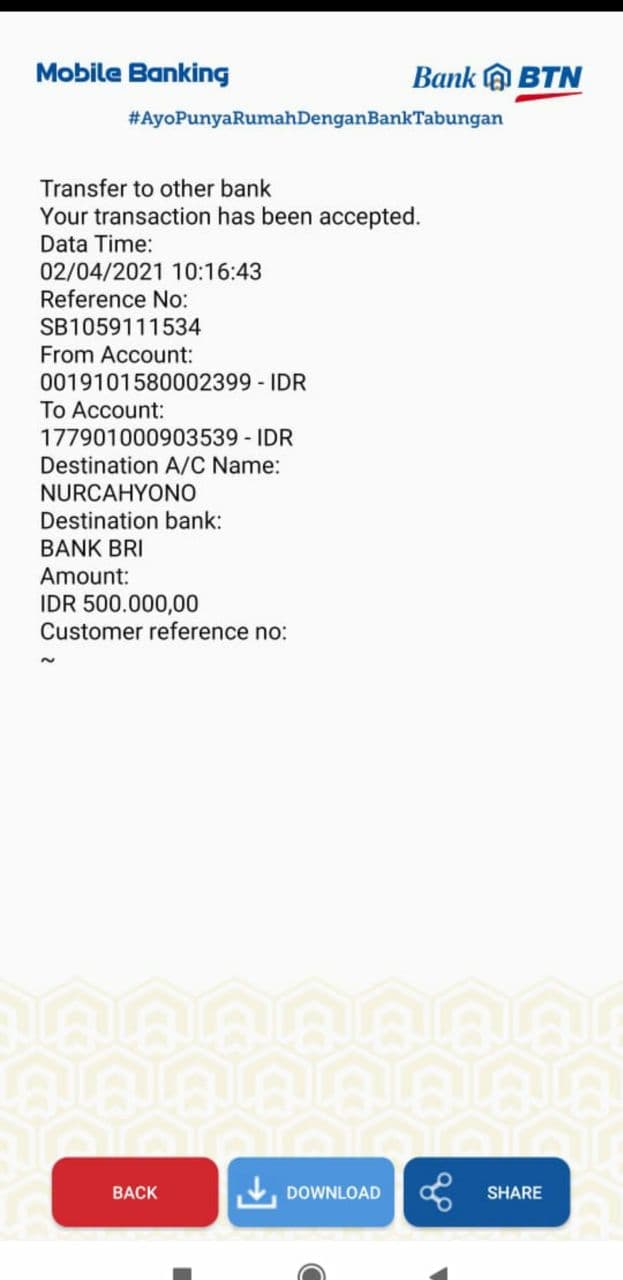 Mobile Banking
Bank BTN
#AyoPunyaRumahDenganBankTabungan
Transfer to other bank
Your transaction has been accepted.
Data Time:
02/04/2021 10:16:43
Reference No:
SB1059111534
From Account:
0019101580002399 - IDR
To Account:
177901000903539 - IDR
Destination A/C Name:
NURCAHYONO
Destination bank:
BANK BRI
Amount:
IDR 500.000,00
Customer reference no:
~
BACK
DOWNLOAD
SHARE